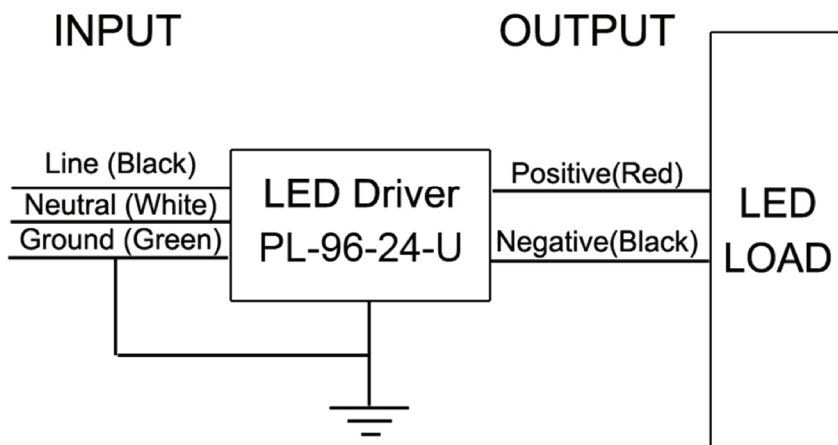 INPUT
OUTPUT
Line (Black)
Neutral (White)
Ground (Green)
LED Driver
PL-96-24-U
Positive(Red)
Negative(Black)
LED
LOAD